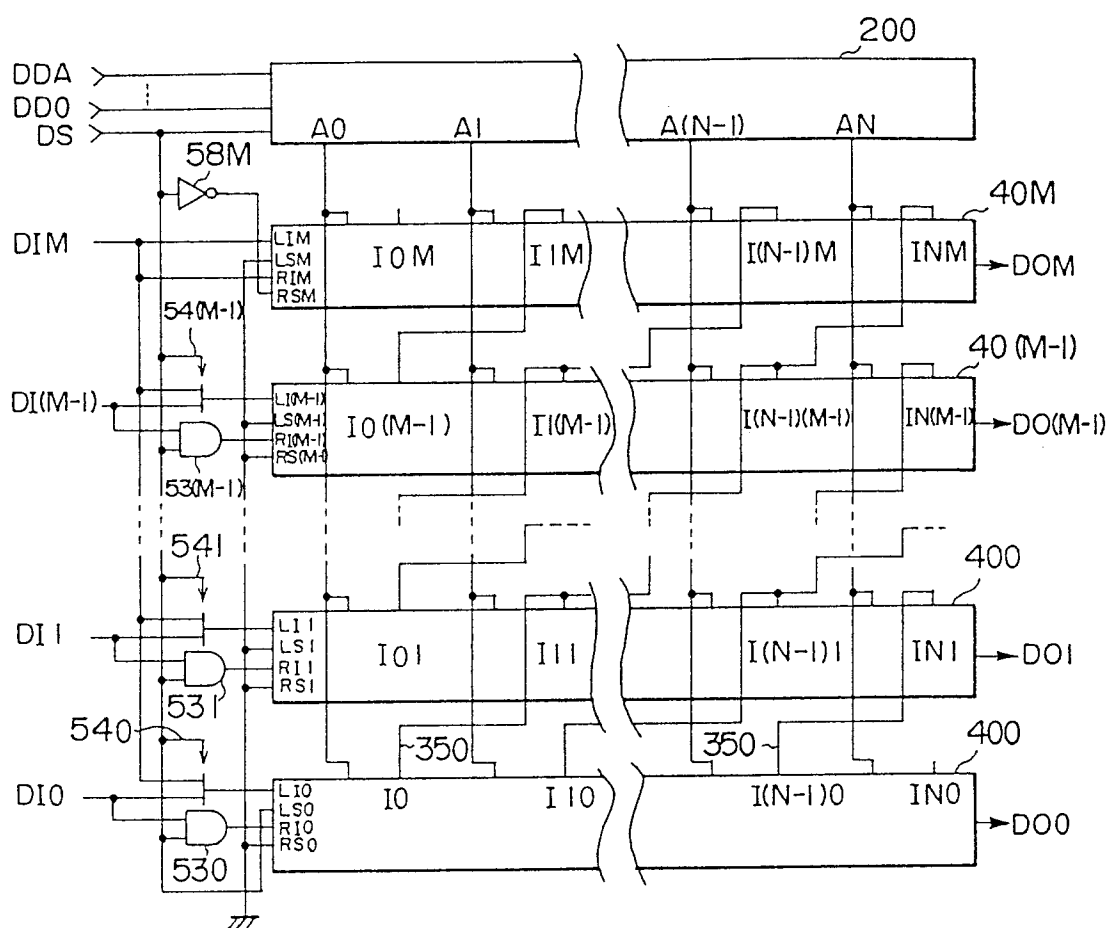 200
DDA
DD0
DS
A0 A1 A(N-1) AN
58M
40M
DIM
LIM
LSM
RIM
RSM
I0M I1M I(N-1)M INM
DOM
54(M-1)
40(M-1)
DI(M-1)
LI(M-1)
LS(M-1)
RI(M-1)
RS(M-1)
I0(M-1) I1(M-1) I(N-1)(M-1) IN(M-1)
DO(M-1)
53(M-1)
541
400
DI1
LI1
LS1
RI1
RS1
I01 I11 I(N-1)1 IN1
DO1
531
540
350 350
400
DI0
LI0
LS0
RI0
RS0
I0 I10 I(N-1)0 IN0
DO0
530